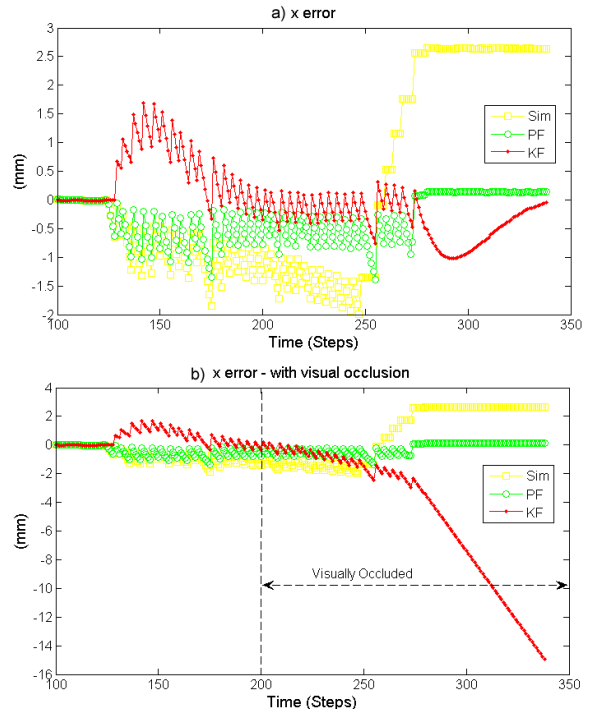 a) x error
3
2.5
2
1.5
1
0.5
0
-0.5
-1
-1.5
-2
(mm)
Sim
PF
KF
100 150 200 250 300 350
Time (Steps)
b) x error - with visual occlusion
4
2
0
-2
-4
-6
-8
-10
-12
-14
-16
(mm)
Sim
PF
KF
Visually Occluded
100 150 200 250 300 350
Time (Steps)